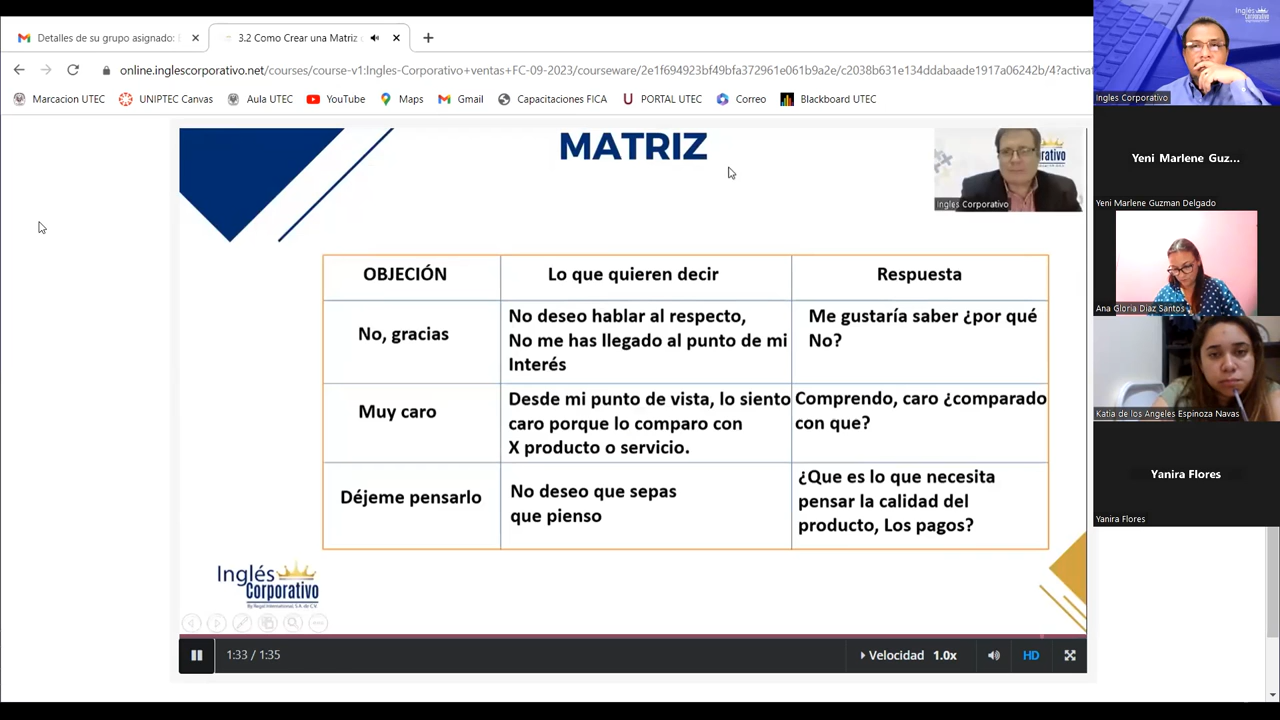 Detalles de su grupo asignado:
3.2 Como Crear una Matriz
online.inglescorporativo.net/courses/course-v1:Ingles_Corporativo+ventas+TC-09-2023/courseware/2e1f694923bf49bfa372961e061b9a2e/c2038b631e134ddabaade1917a06242b/4?activat
Marcacion UTEC
UNIPTEC Canvas
Aula UTEC
YouTube
Maps
Gmail
Capacitaciones FICA
PORTAL UTEC
Correo
Blackboard UTEC
MATRIZ
Ingles Corporativo
OBJECIÓN
Lo que quieren decir
Respuesta
No, gracias
No deseo hablar al respecto,
No me has llegado al punto de mi
Interés
Me gustaría saber ¿por qué
No?
Muy caro
Desde mi punto de vista, lo siento
caro porque lo comparo con
X producto o servicio.
Comprendo, caro ¿comparado
con que?
Déjeme pensarlo
No deseo que sepas
que pienso
¿Que es lo que necesita
pensar la calidad del
producto, Los pagos?
Inglés
Corporativo
By Regal International, S.A. de C.V.
1:33 / 1:35
Velocidad 1.0x
HD
Inglés
Corporativo
Ingles Corporativo
Yeni Marlene Guz...
Yeni Marlene Guzman Delgado
Ana Gloria Diaz Santos
Katia de los Angeles Espinoza Navas
Yanira Flores
Yanira Flores